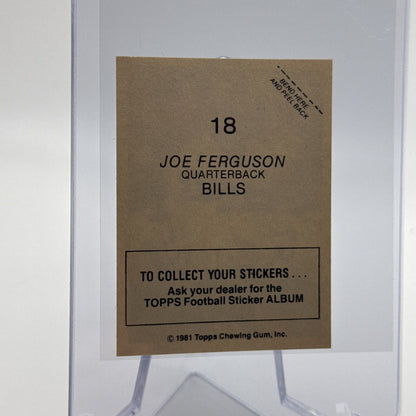 BEND HERE
AND PEEL BACK
18
JOE FERGUSON
QUARTERBACK
BILLS
TO COLLECT YOUR STICKERS...
Ask your dealer for the
TOPPS Football Sticker ALBUM
© 1981 Topps Chewing Gum, Inc.